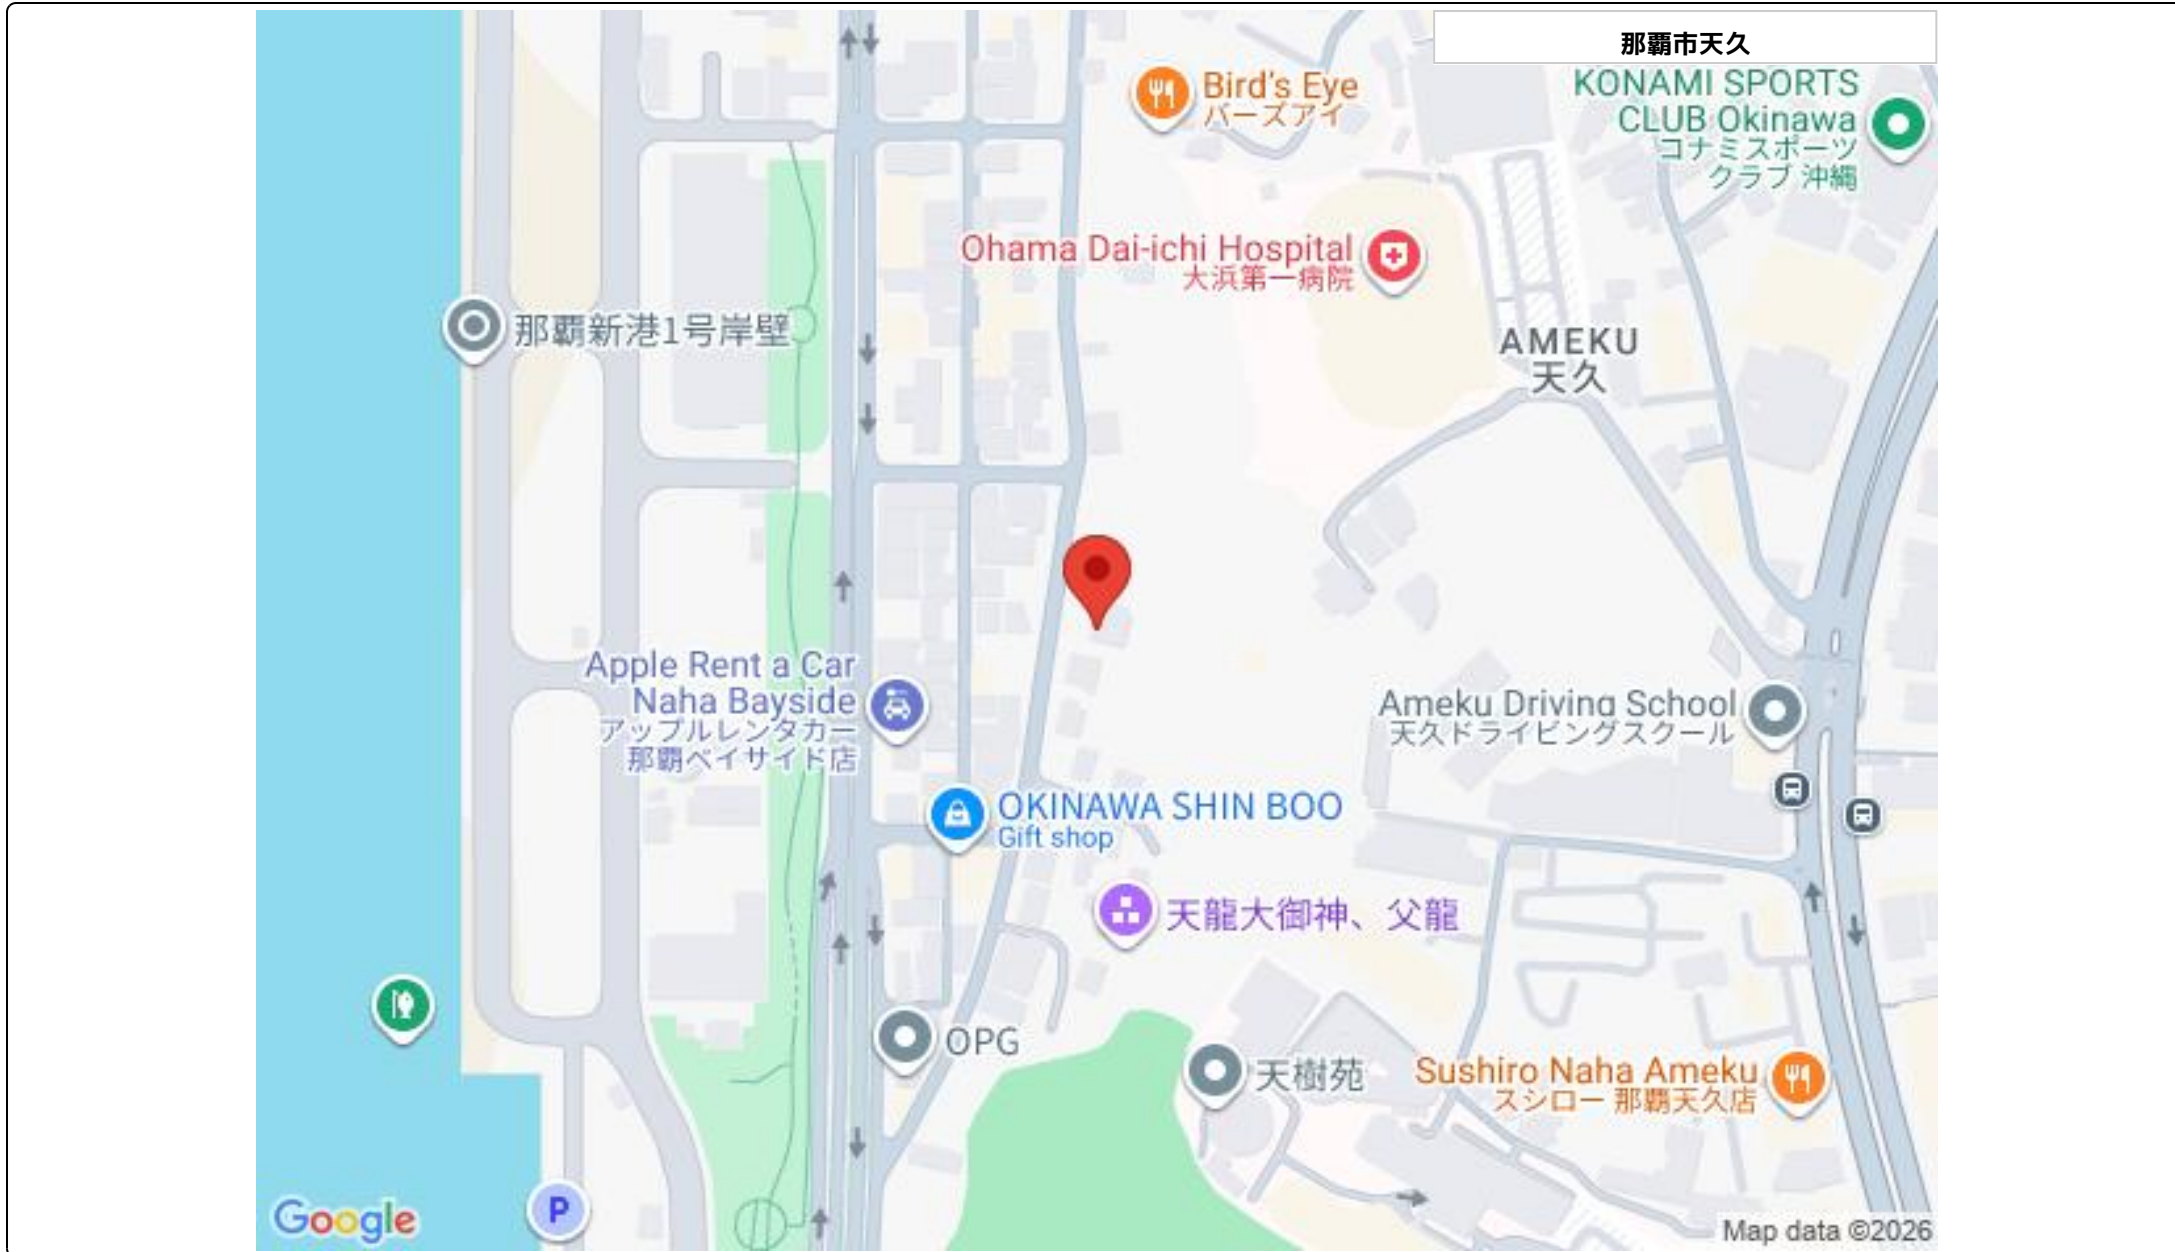 那覇市天久
Bird's Eye
バーズアイ
KONAMI SPORTS
CLUB Okinawa
コナミスポーツ
クラブ 沖縄
Ohama Dai-ichi Hospital
大浜第一病院
那覇新港1号岸壁
AMEKU
天久
Apple Rent a Car
Naha Bayside
アップルレンタカー
那覇ベイサイド店
Ameku Driving School
天久ドライビングスクール
OKINAWA SHIN BOO
Gift shop
天龍大御神、父龍
OPG
天樹苑
Sushiro Naha Ameku
スシロー 那覇天久店
P
Google
Map data ©2026